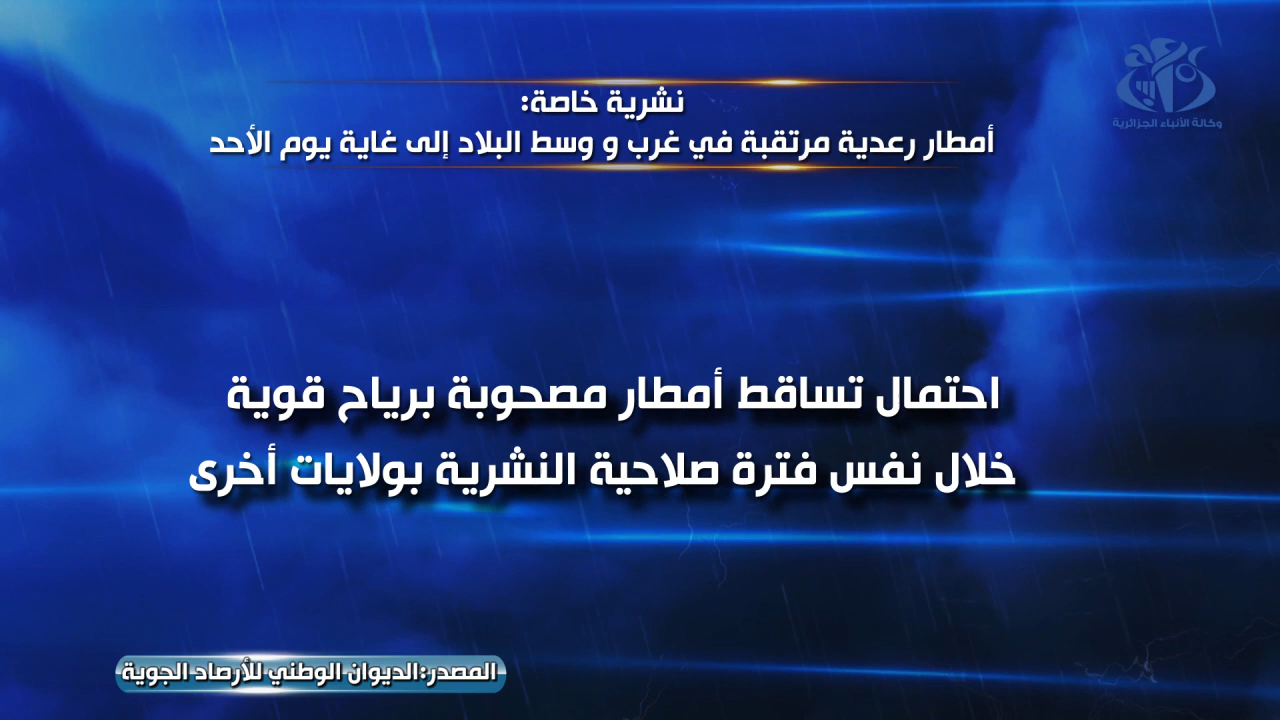 وكالة الأنباء الجزائرية
نشرية خاصة:
أمطار رعدية مرتقبة في غرب و وسط البلاد إلى غاية يوم الأحد
احتمال تساقط أمطار مصحوبة برياح قوية
خلال نفس فترة صلاحية النشرية بولايات أخرى
المصدر:الديوان الوطني للأرصاد الجوية